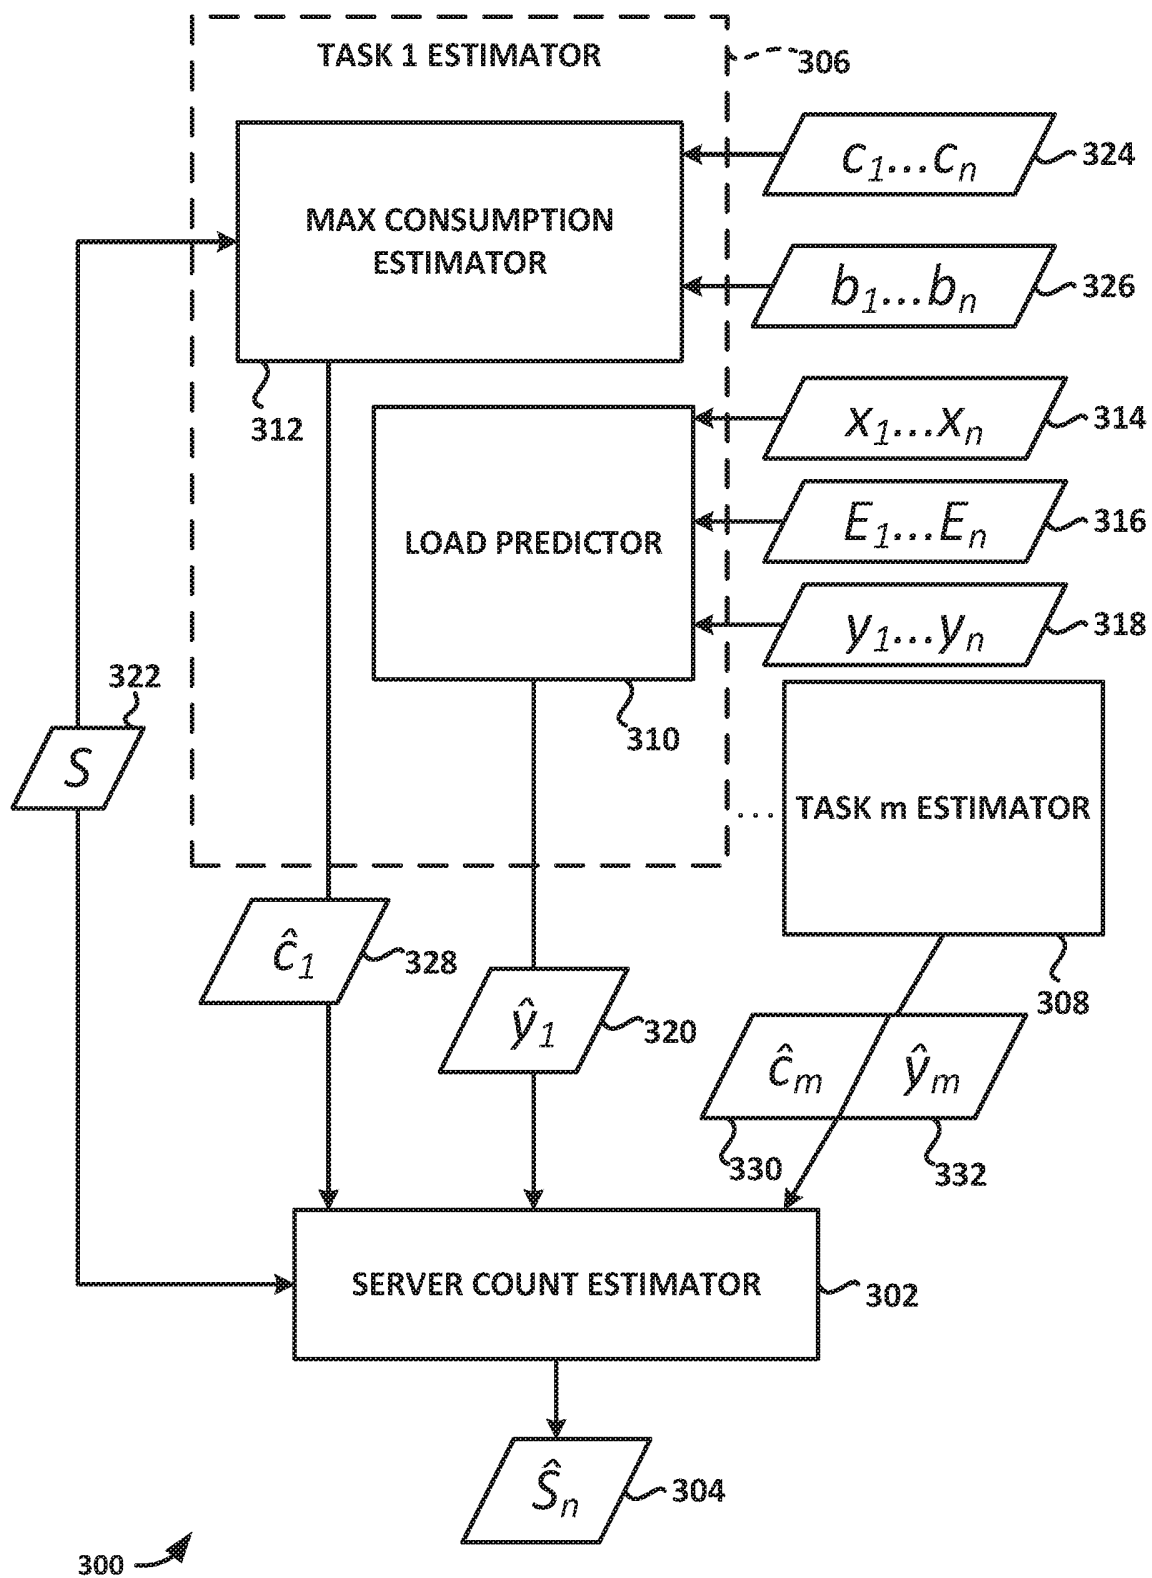 TASK 1 ESTIMATOR
306
MAX CONSUMPTION
ESTIMATOR
c₁...cₙ
324
b₁...bₙ
326
312
x₁...xₙ
314
LOAD PREDICTOR
E₁...Eₙ
316
y₁...yₙ
318
310
322
S
...
TASK m ESTIMATOR
308
ĉ₁
328
ŷ₁
320
ĉₘ
ŷₘ
330
332
SERVER COUNT ESTIMATOR
302
Ŝₙ
304
300